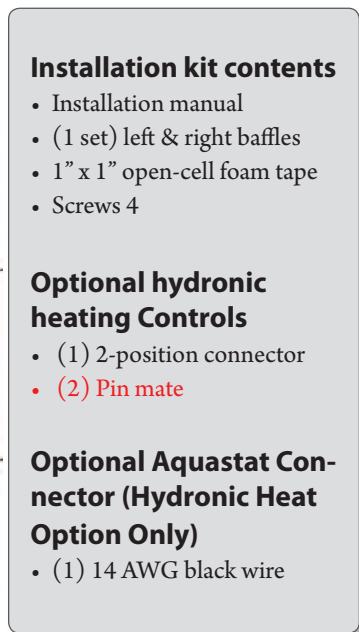 Installation kit contents
• Installation manual
• (1 set) left & right baffles
• 1” x 1” open-cell foam tape
• Screws 4
Optional hydronic
heating Controls
• (1) 2-position connector
• (2) Pin mate
Optional Aquastat Con-
nector (Hydronic Heat
Option Only)
• (1) 14 AWG black wire